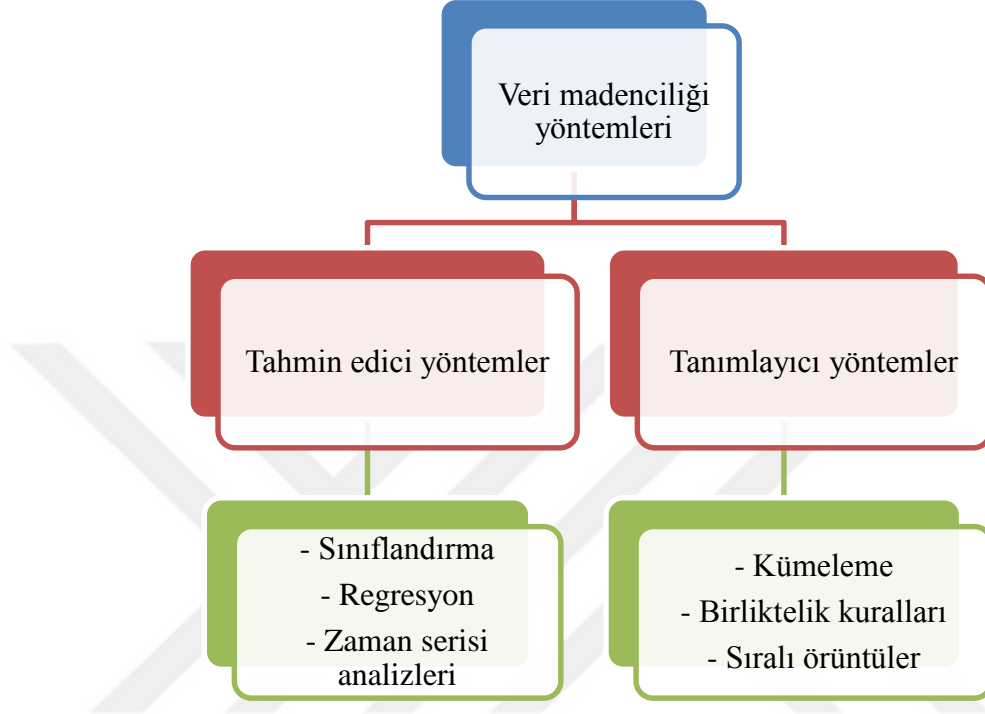 Veri madenciliği
yöntemleri
Tahmin edici yöntemler
Tanımlayıcı yöntemler
- Sınıflandırma
- Regresyon
- Zaman serisi
analizleri
- Kümeleme
- Birliktelik kuralları
- Sıralı örüntüler